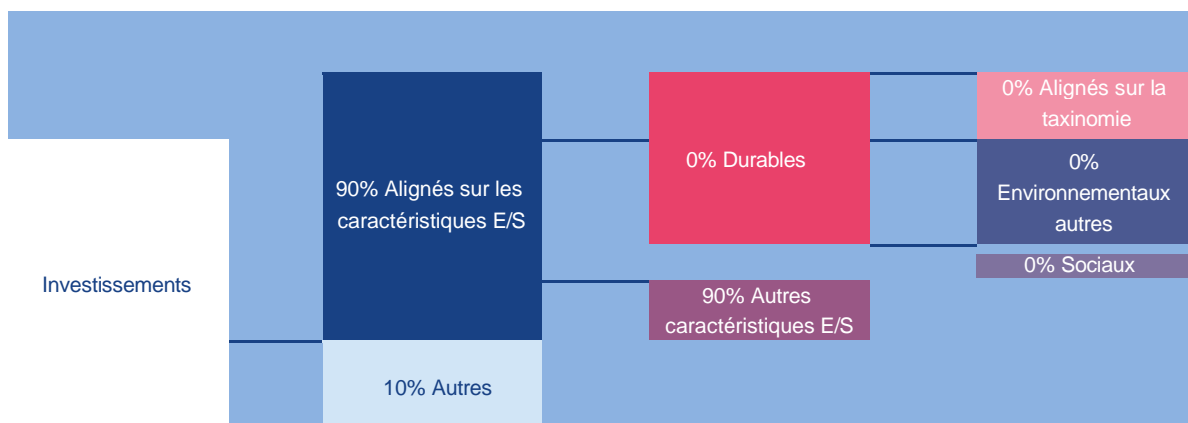 Investissements
90% Alignés sur les
caractéristiques E/S
10% Autres
0% Durables
90% Autres
caractéristiques E/S
0% Alignés sur la
taxinomie
0%
Environnementaux
autres
0% Sociaux